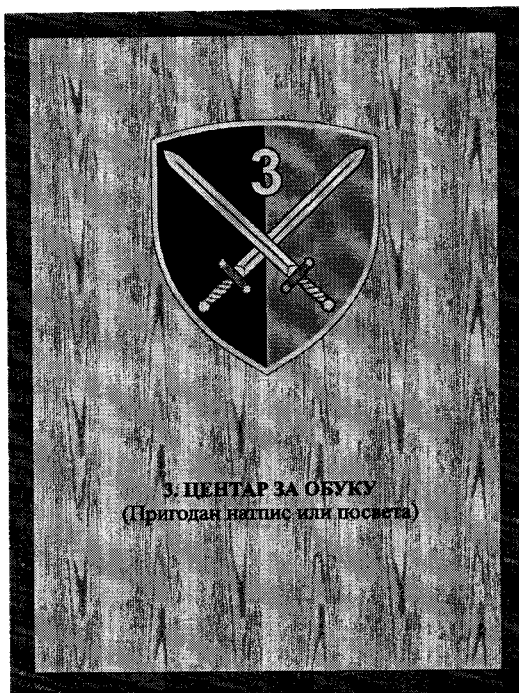 3
3. ЦЕНТАР ЗА ОБУКУ
(Пригодан натпис или посвета)